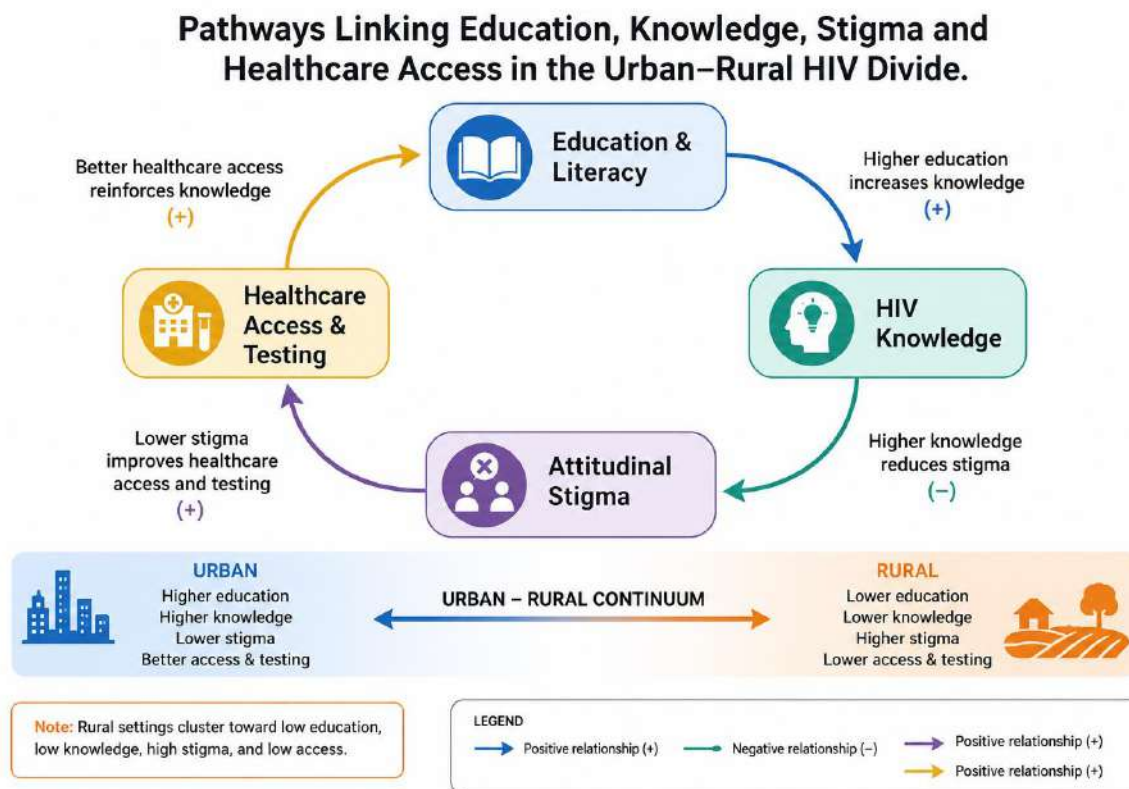 Pathways Linking Education, Knowledge, Stigma and
Healthcare Access in the Urban–Rural HIV Divide.
Education &
Literacy
Better healthcare access
reinforces knowledge
(+)
Higher education
increases knowledge
(+)
Healthcare
Access &
Testing
HIV
Knowledge
Lower stigma
improves healthcare
access and testing
(+)
Attitudinal
Stigma
Higher knowledge
reduces stigma
(−)
URBAN
Higher education
Higher knowledge
Lower stigma
Better access & testing
URBAN – RURAL CONTINUUM
RURAL
Lower education
Lower knowledge
Higher stigma
Lower access & testing
Note: Rural settings cluster toward low education,
low knowledge, high stigma, and low access.
LEGEND
Positive relationship (+)
Negative relationship (−)
Positive relationship (+)
Positive relationship (+)